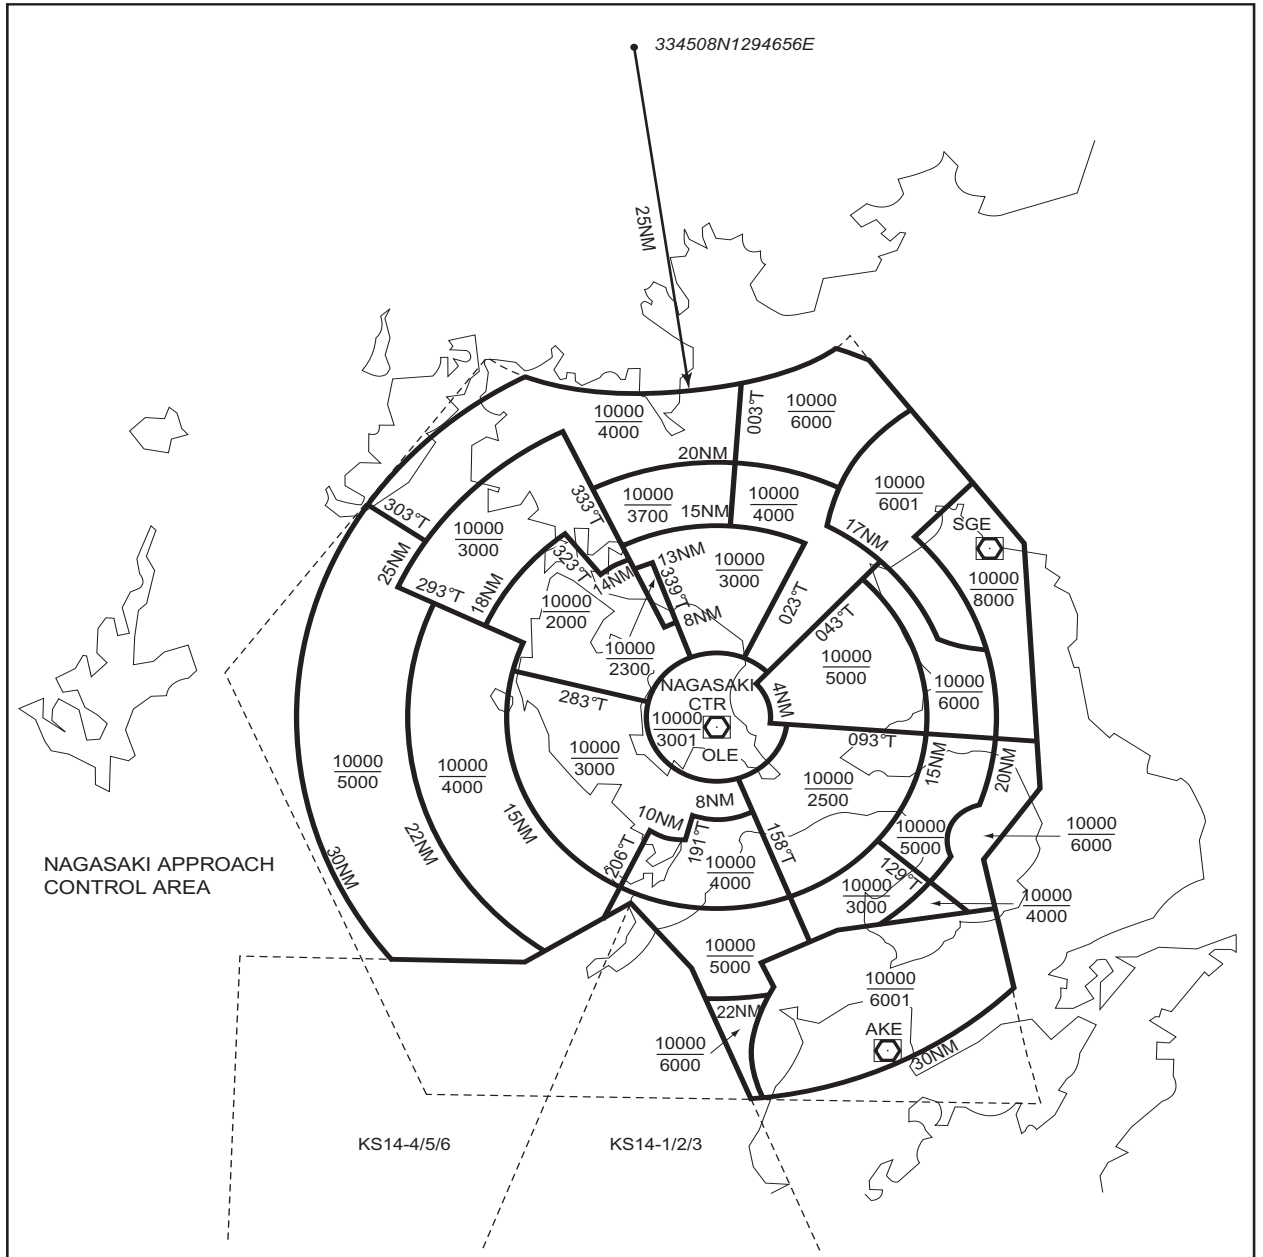 334508N1294656E
25NM
10000
4000
003°T
10000
6000
20NM
333°T
10000
3700
15NM
10000
4000
10000
6001
17NM
SGE
303°T
10000
3000
25NM
293°T
18NM
323°T
14NM
13NM
339°T
8NM
10000
3000
023°T
043°T
10000
8000
10000
2000
10000
2300
283°T
NAGASAKI
CTR
10000
3001
OLE
4NM
10000
5000
10000
6000
093°T
10000
5000
10000
4000
10000
3000
10000
2500
15NM
20NM
10NM
8NM
206°T
191°T
10000
4000
158°T
10000
5000
129°T
10000
6000
10000
3000
10000
4000
15NM
22NM
30NM
NAGASAKI APPROACH
CONTROL AREA
10000
5000
22NM
10000
6000
10000
6001
AKE
30NM
KS14-4/5/6
KS14-1/2/3